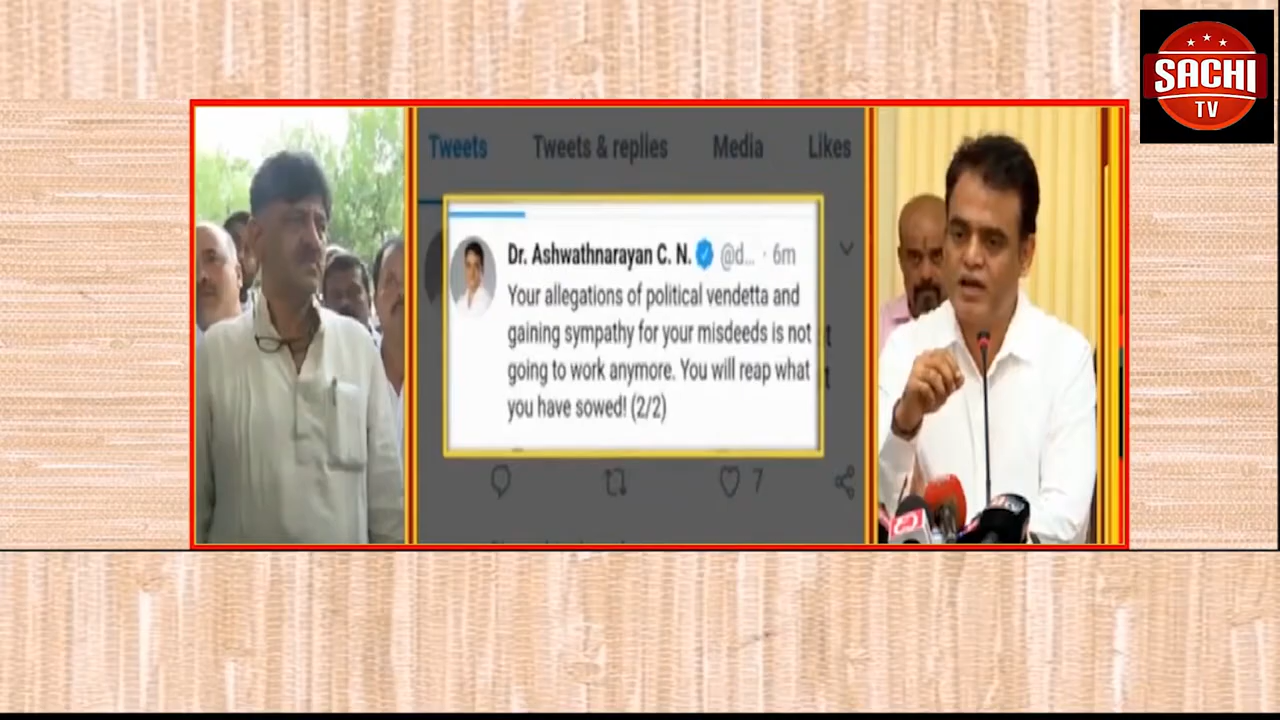 SACHI
TV
Tweets Tweets & replies Media Likes
Dr. Ashwathnarayan C. N. @d... · 6m
Your allegations of political vendetta and
gaining sympathy for your misdeeds is not
going to work anymore. You will reap what
you have sowed! (2/2)
7